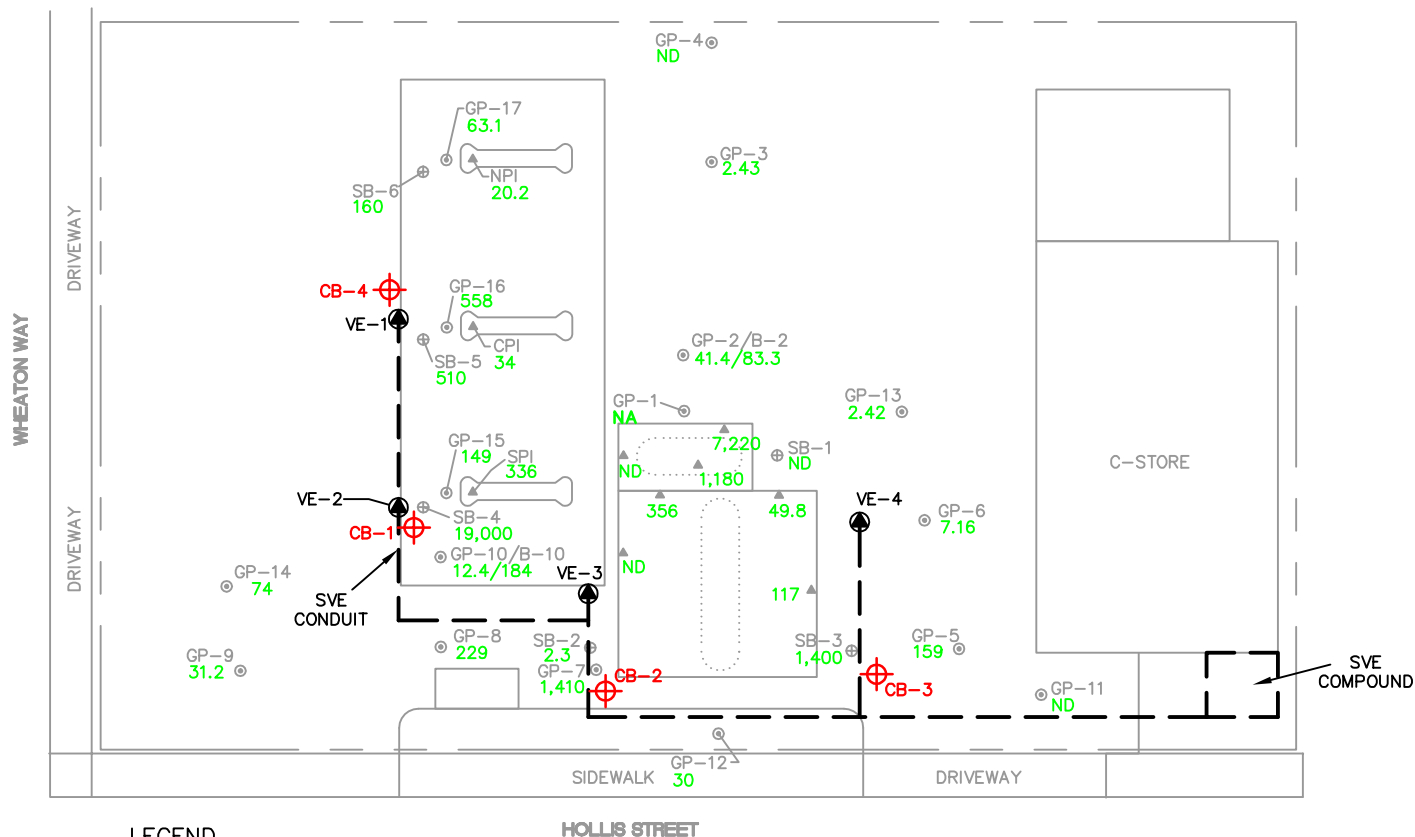 GP-4
ND
GP-17
63.1
GP-3
2.43
NPI
20.2
SB-6
160
DRIVEWAY
CB-4
GP-16
558
VE-1
CPI
34
SB-5
510
GP-2/B-2
41.4/83.3
WHEATON WAY
GP-1
NA
GP-13
2.42
7,220
GP-15
149
SPI
336
SB-1
ND
ND
1,180
C-STORE
VE-2
SB-4
19,000
356
49.8
VE-4
GP-6
7.16
CB-1
DRIVEWAY
GP-10/B-10
12.4/184
VE-3
ND
GP-14
74
117
SVE
CONDUIT
GP-8
229
SB-2
2.3
SB-3
1,400
GP-5
159
GP-9
31.2
GP-7
1,410
CB-2
CB-3
GP-11
ND
SVE
COMPOUND
GP-12
30
SIDEWALK
DRIVEWAY
LEGEND
HOLLIS STREET